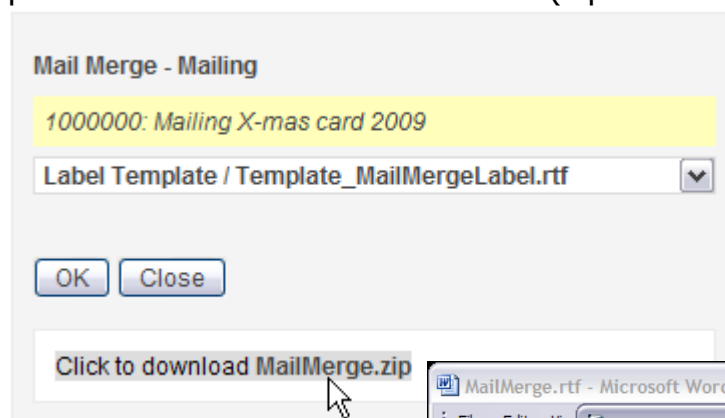 Mail Merge - Mailing
1000000: Mailing X-mas card 2009
Label Template / Template_MailMergeLabel.rtf
OK Close
Click to download MailMerge.zip
MailMerge.rtf - Microsoft Word